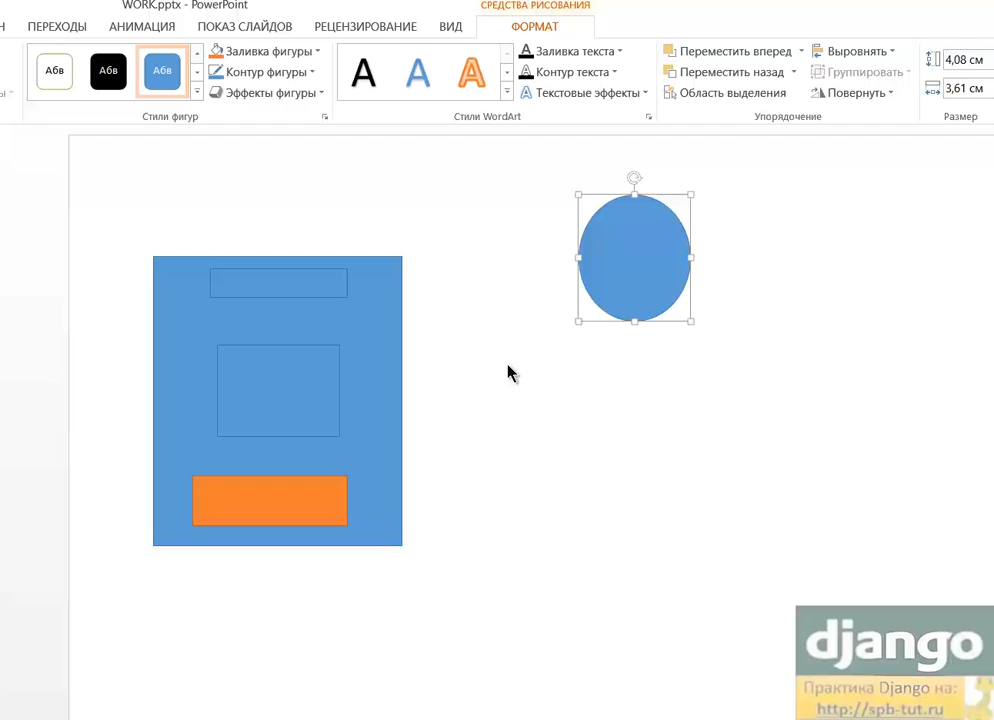 WORK.pptx - PowerPoint
СРЕДСТВА РИСОВАНИЯ
Н ПЕРЕХОДЫ АНИМАЦИЯ ПОКАЗ СЛАЙДОВ РЕЦЕНЗИРОВАНИЕ ВИД ФОРМАТ
Абв Абв Абв
Заливка фигуры
Контур фигуры
Эффекты фигуры
Стили фигур
А А А
Заливка текста
Контур текста
Текстовые эффекты
Стили WordArt
Переместить вперед
Переместить назад
Область выделения
Выровнять
Группировать
Повернуть
Упорядочение
4,08 см
3,61 см
Размер
django
Практика Django на:
http://spb-tut.ru